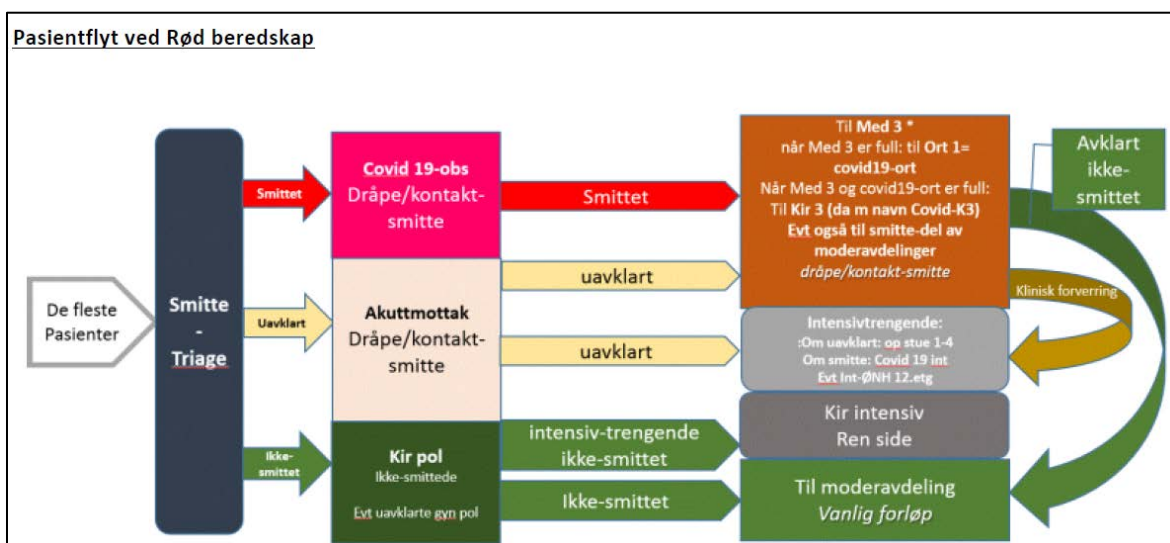 Pasientflyt ved Rød beredskap
De fleste
Pasienter
Smitte
-
Triage
Smittet
Uavklart
Ikke-
smittet
Covid 19-obs
Dråpe/kontakt-
smitte
Akuttmottak
Dråpe/kontakt-
smitte
Kir pol
Ikke-smittede
Evt uavklarte gyn pol
Smittet
uavklart
uavklart
intensiv-trengende
ikke-smittet
Ikke-smittet
Til Med 3 *
når Med 3 er full: til Ort 1=
covid19-ort
Når Med 3 og covid19-ort er full:
Til Kir 3 (da m navn Covid-K3)
Evt også til smitte-del av
moderavdelinger
dråpe/kontakt-smitte
Intensivtrengende:
:Om uavklart: op stue 1-4
Om smitte: Covid 19 int
Evt Int-ØNH 12.etg
Kir intensiv
Ren side
Til moderavdeling
Vanlig forløp
Avklart
ikke-
smittet
Klinisk forverring